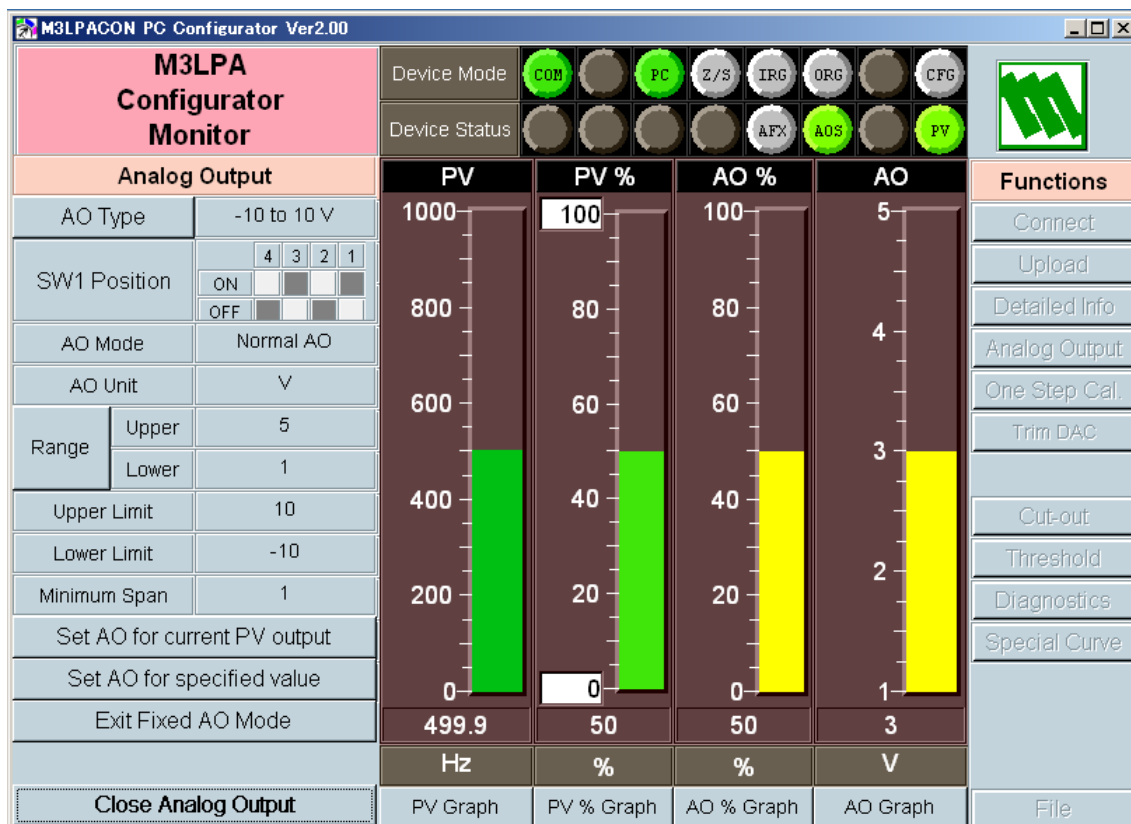 M3LPACON PC Configurator Ver2.00
M3LPA
Configurator
Monitor
Device Mode
COM
PC
Z/S
IRG
ORG
CFG
Device Status
AFX
AOS
PV
Analog Output
AO Type
-10 to 10 V
SW1 Position
4 3 2 1
ON
OFF
AO Mode
Normal AO
AO Unit
V
Range
Upper
5
Lower
1
Upper Limit
10
Lower Limit
-10
Minimum Span
1
Set AO for current PV output
Set AO for specified value
Exit Fixed AO Mode
Close Analog Output
PV
1000
800
600
400
200
0
499.9
Hz
PV Graph
PV %
100
80
60
40
20
0
50
%
PV % Graph
AO %
100
80
60
40
20
0
50
%
AO % Graph
AO
5
4
3
2
1
3
V
AO Graph
Functions
Connect
Upload
Detailed Info
Analog Output
One Step Cal.
Trim DAC
Cut-out
Threshold
Diagnostics
Special Curve
File